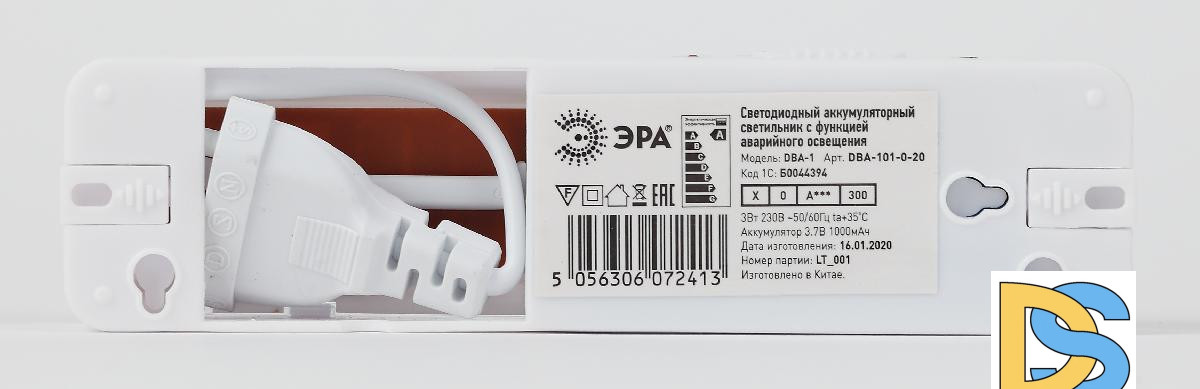 ЭРА®
Светодиодный аккумуляторный
светильник с функцией
аварийного освещения
Модель: DBA-1 Арт. DBA-101-0-20
Код 1С: Б0044394
X 0 A*** 300
3Вт 230В ~50/60Гц ta+35°C
Аккумулятор 3.7В 1000мАч
Дата изготовления: 16.01.2020
Номер партии: LT_001
Изготовлено в Китае.
A
A
B
C
D
E
F
G
F
EAC
5 056306 072413
DS